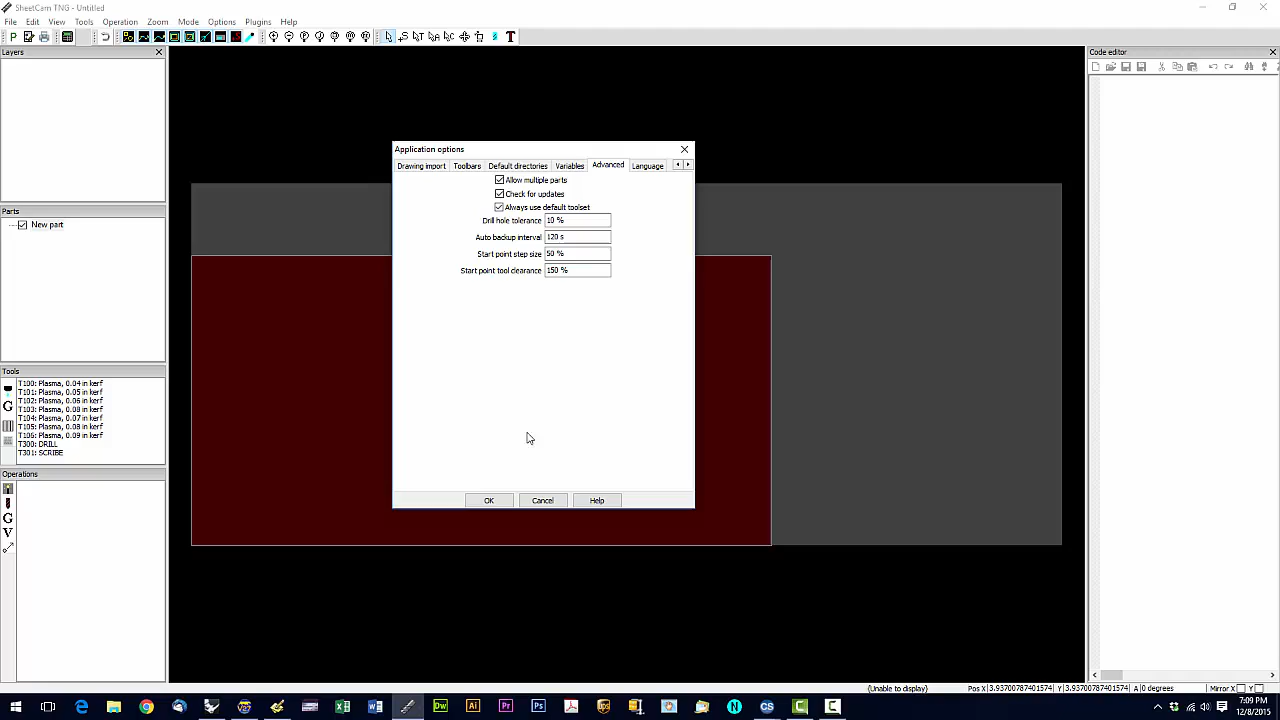 SheetCam TNG - Untitled
File Edit View Tools Operation Zoom Mode Options Plugins Help
Layers
Code editor
Application options
Drawing import Toolbars Default directories Variables Advanced Language
Allow multiple parts
Check for updates
Always use default toolset
Drill hole tolerance 10 %
Auto backup interval 120 s
Start point step size 50 %
Start point tool clearance 150 %
OK Cancel Help
Parts
New part
Tools
T100: Plasma, 0.04 in kerf
T101: Plasma, 0.05 in kerf
T102: Plasma, 0.06 in kerf
T103: Plasma, 0.08 in kerf
T104: Plasma, 0.07 in kerf
T105: Plasma, 0.08 in kerf
T106: Plasma, 0.09 in kerf
T300: DRILL
T301: SCRIBE
Operations
(Unable to display) Pos X 3.93700787401574 Y 3.93700787401574 A 0 degrees Mirror X Y
7:09 PM
12/8/2015